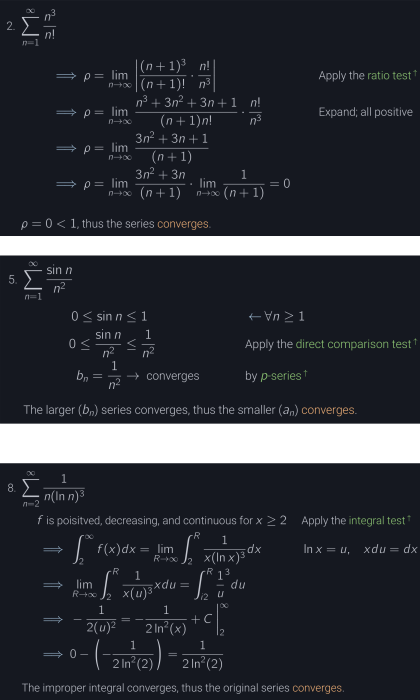 2. \sum_{n=1}^{\infty} \frac{n^3}{n!}
\implies \rho = \lim_{n\to\infty} \left| \frac{(n+1)^3}{(n+1)!} \cdot \frac{n!}{n^3} \right| Apply the ratio test↑
\implies \rho = \lim_{n\to\infty} \frac{n^3 + 3n^2 + 3n + 1}{(n+1)n!} \cdot \frac{n!}{n^3} Expand; all positive
\implies \rho = \lim_{n\to\infty} \frac{3n^2 + 3n + 1}{(n+1)}
\implies \rho = \lim_{n\to\infty} \frac{3n^2 + 3n}{(n+1)} \cdot \lim_{n\to\infty} \frac{1}{(n+1)} = 0
ρ = 0 < 1, thus the series converges.
5. \sum_{n=1}^{\infty} \frac{\sin n}{n^2}
0 ≤ sin n ≤ 1 ← ∀n ≥ 1
0 \leq \frac{\sin n}{n^2} \leq \frac{1}{n^2} Apply the direct comparison test↑
b_n = \frac{1}{n^2} → converges by p-series↑
The larger (b_n) series converges, thus the smaller (a_n) converges.
8. \sum_{n=2}^{\infty} \frac{1}{n(\ln n)^3}
f is poisitved, decreasing, and continuous for x ≥ 2 Apply the integral test↑
\implies \int_2^{\infty} f(x)dx = \lim_{R\to\infty} \int_2^R \frac{1}{x(\ln x)^3} dx ln x = u, xdu = dx
\implies \lim_{R\to\infty} \int_2^R \frac{1}{x(u)^3} xdu = \int_{i2}^R \frac{1}{u}^3 du
\implies -\frac{1}{2(u)^2} = -\frac{1}{2\ln^2(x)} + C \Big|_2^{\infty}
\implies 0 - \left( -\frac{1}{2\ln^2(2)} \right) = \frac{1}{2\ln^2(2)}
The improper integral converges, thus the original series converges.